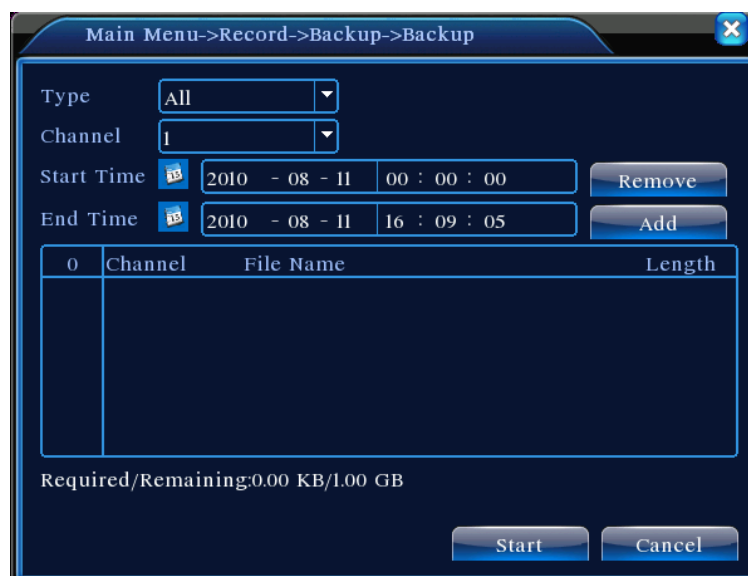 Main Menu->Record->Backup->Backup
Type All
Channel 1
Start Time 15 2010 - 08 - 11 00 : 00 : 00 Remove
End Time 15 2010 - 08 - 11 16 : 09 : 05 Add
0 Channel File Name Length
Required/Remaining:0.00 KB/1.00 GB
Start Cancel